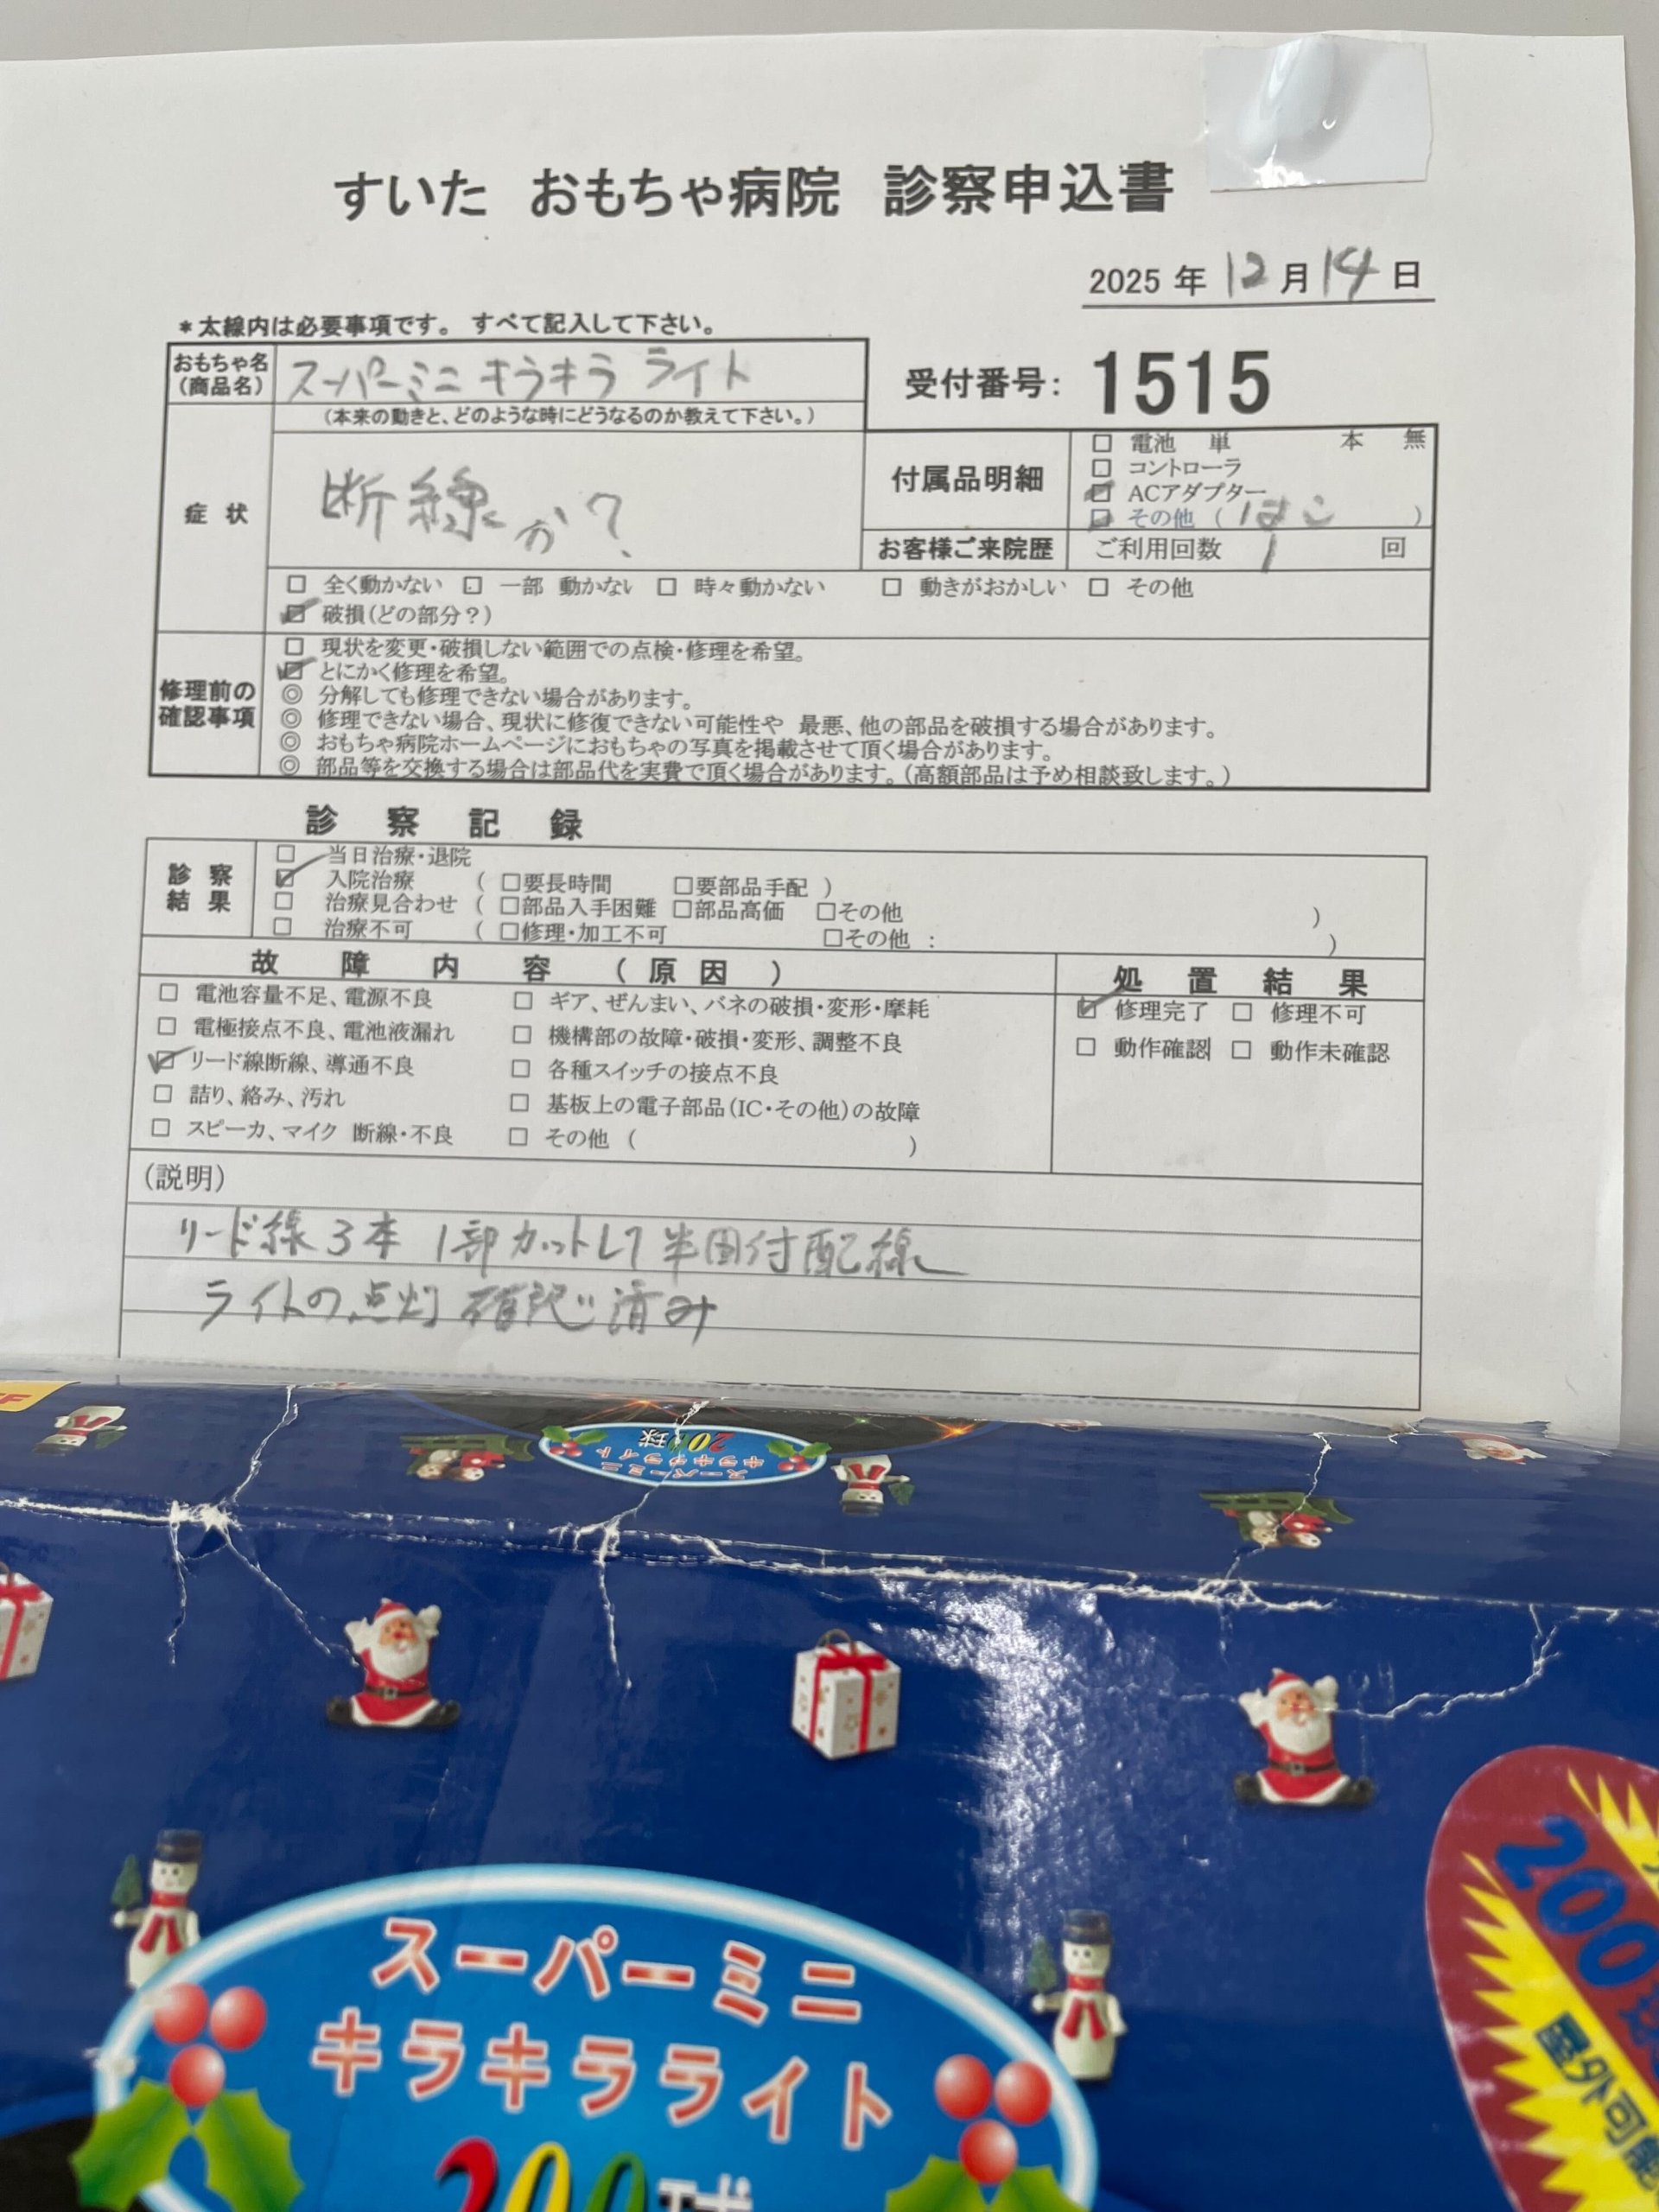 すいた おもちゃ病院 診察申込書
2025 年 12 月 14 日
*太線内は必要事項です。 すべて記入して下さい。
おもちゃ名
(商品名)
スーパーミニ キラキラ ライト
受付番号: 1515
(本来の動きと、どのような時にどうなるのか教えて下さい。)
症 状
断線か?
付属品明細
□ 電池 単 本 無
□ コントローラ
☑ ACアダプター
☑ その他 ( はこ )
お客様ご来院歴
ご利用回数 1 回
□ 全く動かない □ 一部 動かない □ 時々動かない □ 動きがおかしい □ その他
☑ 破損(どの部分?)
修理前の
確認事項
□ 現状を変更・破損しない範囲での点検・修理を希望。
☑ とにかく修理を希望。
◎ 分解しても修理できない場合があります。
◎ 修理できない場合、現状に修復できない可能性や 最悪、他の部品を破損する場合があります。
◎ おもちゃ病院ホームページにおもちゃの写真を掲載させて頂く場合があります。
◎ 部品等を交換する場合は部品代を実費で頂く場合があります。(高額部品は予め相談致します。)
診 察 記 録
診 察
結 果
□ 当日治療・退院
☑ 入院治療 ( □要長時間 □要部品手配 )
□ 治療見合わせ ( □部品入手困難 □部品高価 □その他 )
□ 治療不可 ( □修理・加工不可 □その他 : )
故 障 内 容 ( 原 因 )
処 置 結 果
□ 電池容量不足、電源不良 □ ギア、ぜんまい、バネの破損・変形・摩耗
☑ 修理完了 □ 修理不可
□ 電極接点不良、電池液漏れ □ 機構部の故障・破損・変形、調整不良
□ 動作確認 □ 動作未確認
☑ リード線断線、導通不良 □ 各種スイッチの接点不良
□ 詰り、絡み、汚れ □ 基板上の電子部品(IC・その他)の故障
□ スピーカ、マイク 断線・不良 □ その他 ( )
(説明)
リード線3本 1部カットして半田付配線
ライトの点灯 確認済み
スーパーミニ
キラキラライト
200球
スーパーミニ
キラキラライト
200球
200球
屋外可能